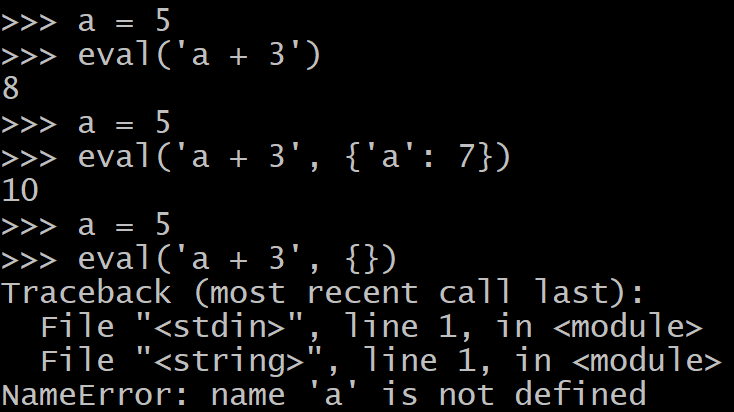 >>> a = 5
>>> eval('a + 3')
8
>>> a = 5
>>> eval('a + 3', {'a': 7})
10
>>> a = 5
>>> eval('a + 3', {})
Traceback (most recent call last):
  File "<stdin>", line 1, in <module>
  File "<string>", line 1, in <module>
NameError: name 'a' is not defined